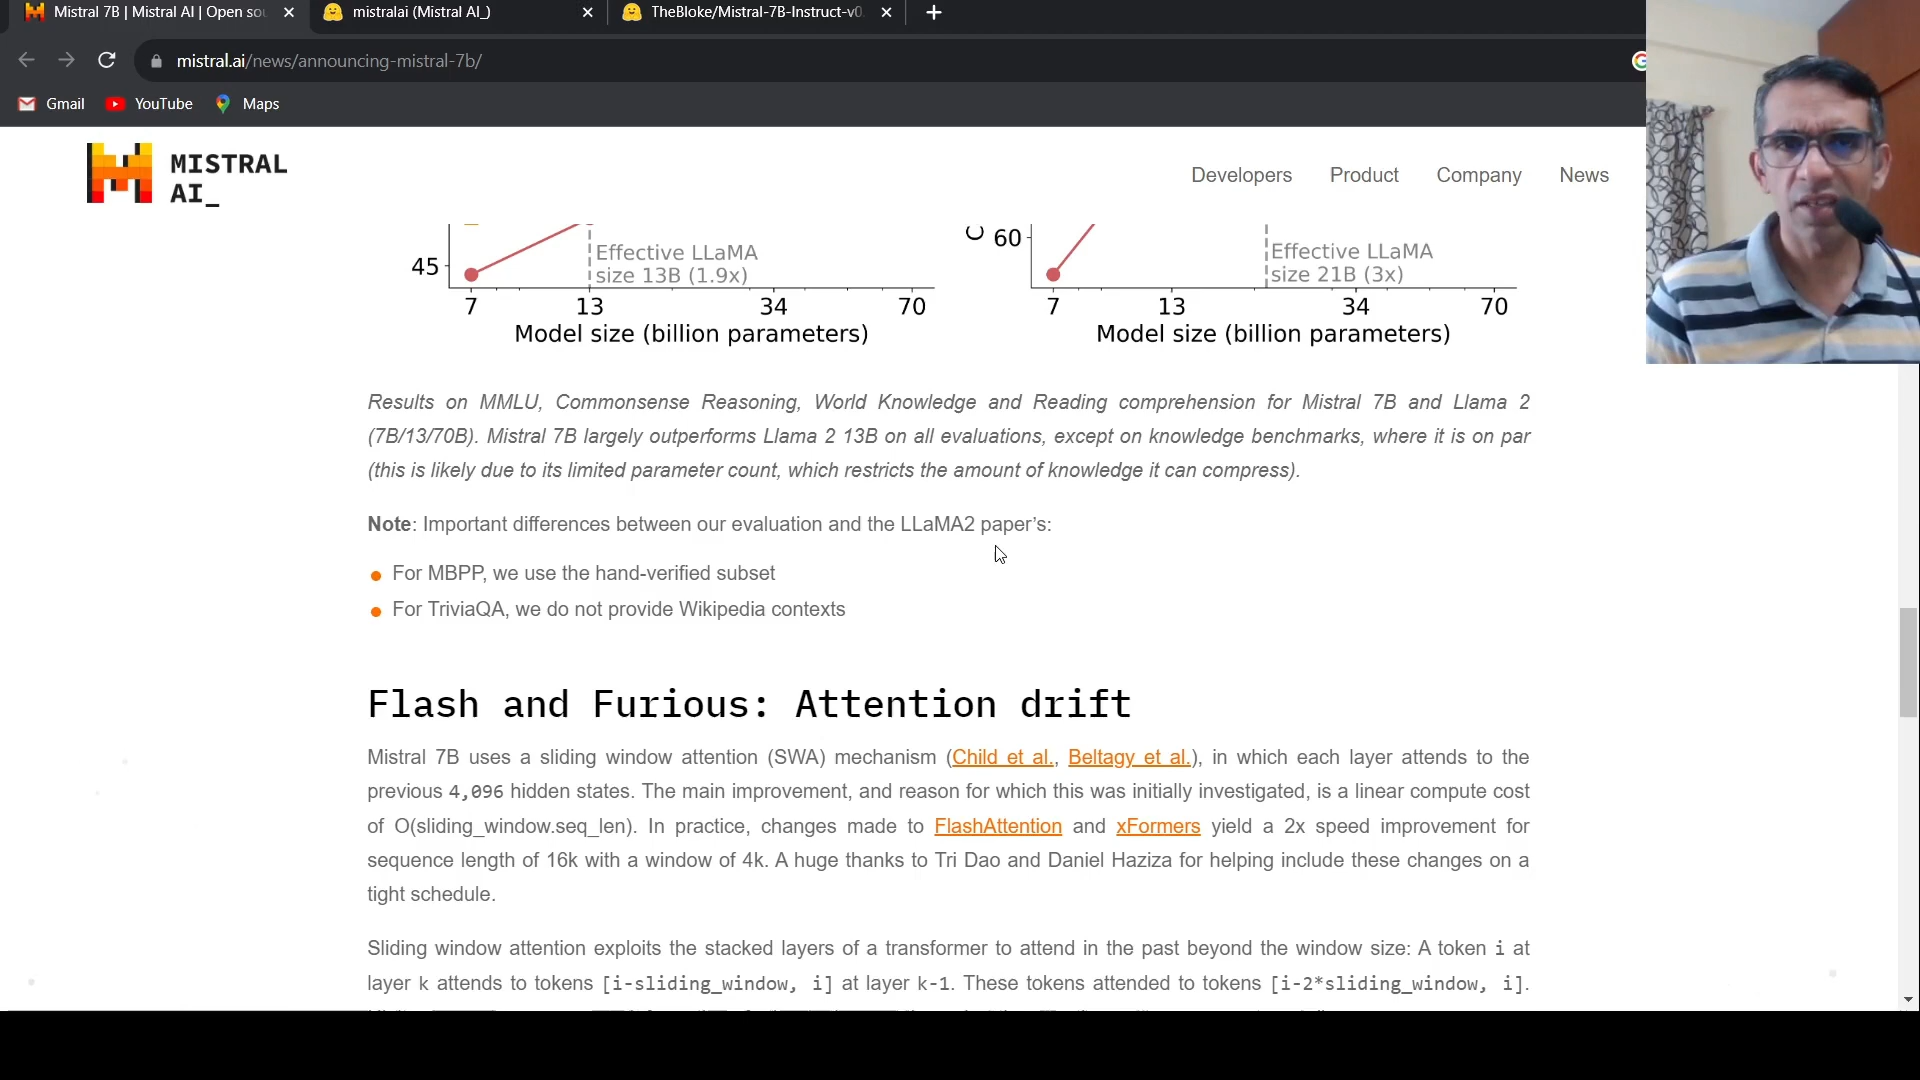 Mistral 7B | Mistral AI | Open sou
mistralai (Mistral AI_)
TheBloke/Mistral-7B-Instruct-v0.
mistral.ai/news/announcing-mistral-7b/
Gmail
YouTube
Maps
MISTRAL
AI_
Developers
Product
Company
News
45
Effective LLaMA
size 13B (1.9x)
7 13 34 70
Model size (billion parameters)
60
Effective LLaMA
size 21B (3x)
7 13 34 70
Model size (billion parameters)
Results on MMLU, Commonsense Reasoning, World Knowledge and Reading comprehension for Mistral 7B and Llama 2
(7B/13/70B). Mistral 7B largely outperforms Llama 2 13B on all evaluations, except on knowledge benchmarks, where it is on par
(this is likely due to its limited parameter count, which restricts the amount of knowledge it can compress).
Note: Important differences between our evaluation and the LLaMA2 paper's:
For MBPP, we use the hand-verified subset
For TriviaQA, we do not provide Wikipedia contexts
Flash and Furious: Attention drift
Mistral 7B uses a sliding window attention (SWA) mechanism (Child et al., Beltagy et al.), in which each layer attends to the
previous 4,096 hidden states. The main improvement, and reason for which this was initially investigated, is a linear compute cost
of O(sliding_window.seq_len). In practice, changes made to FlashAttention and xFormers yield a 2x speed improvement for
sequence length of 16k with a window of 4k. A huge thanks to Tri Dao and Daniel Haziza for helping include these changes on a
tight schedule.
Sliding window attention exploits the stacked layers of a transformer to attend in the past beyond the window size: A token i at
layer k attends to tokens [i-sliding_window, i] at layer k-1. These tokens attended to tokens [i-2*sliding_window, i].